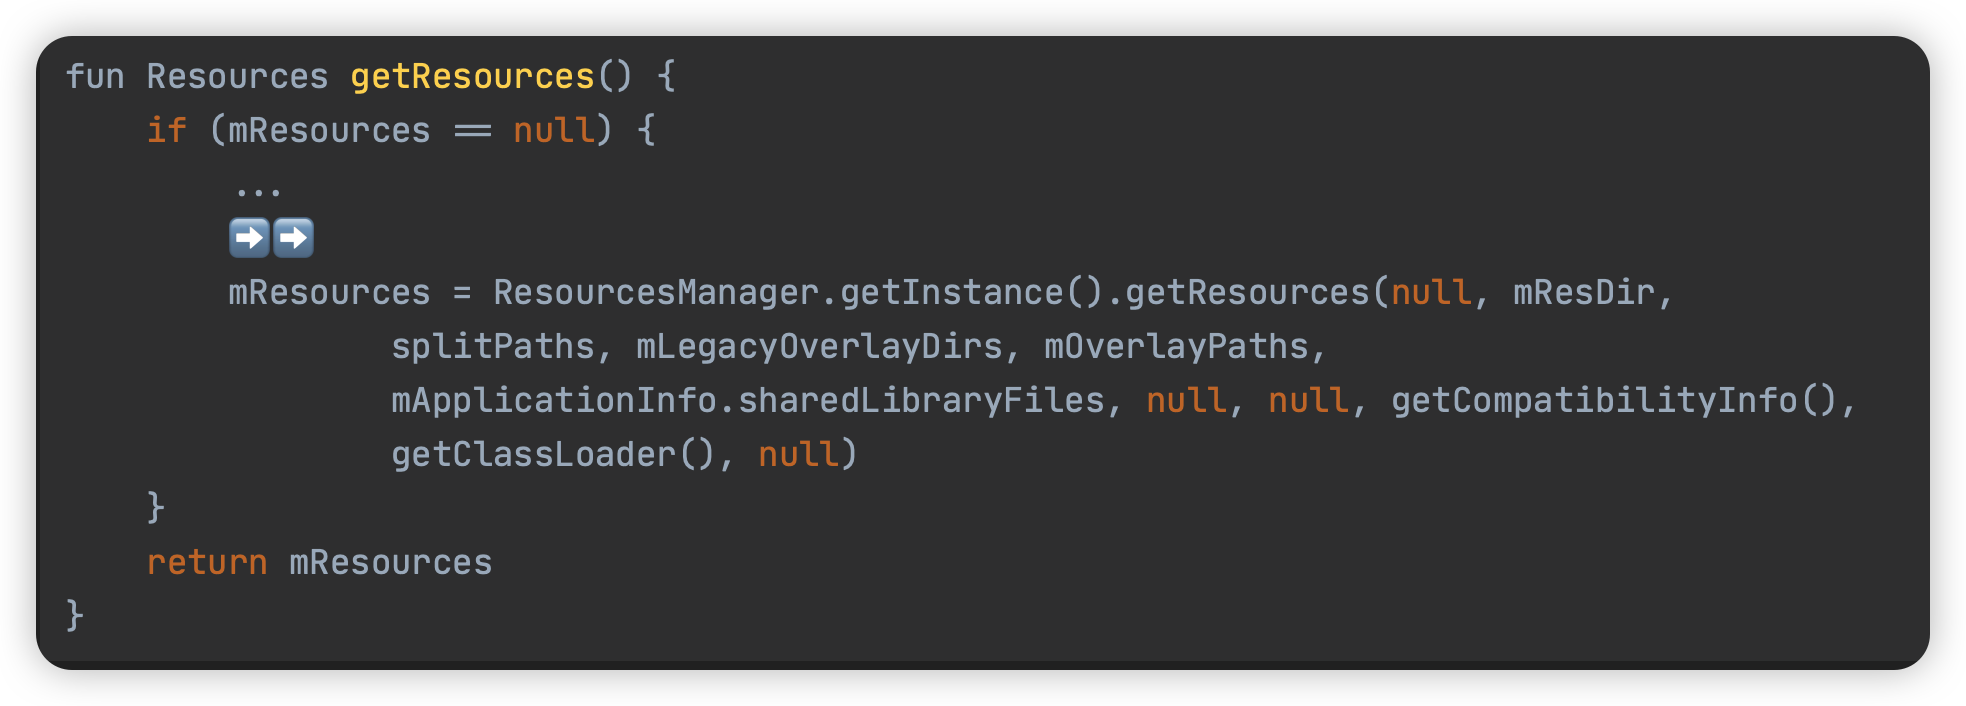 fun Resources getResources() {
    if (mResources == null) {
        ...
        ➡️➡️
        mResources = ResourcesManager.getInstance().getResources(null, mResDir,
                splitPaths, mLegacyOverlayDirs, mOverlayPaths,
                mApplicationInfo.sharedLibraryFiles, null, null, getCompatibilityInfo(),
                getClassLoader(), null)
    }
    return mResources
}